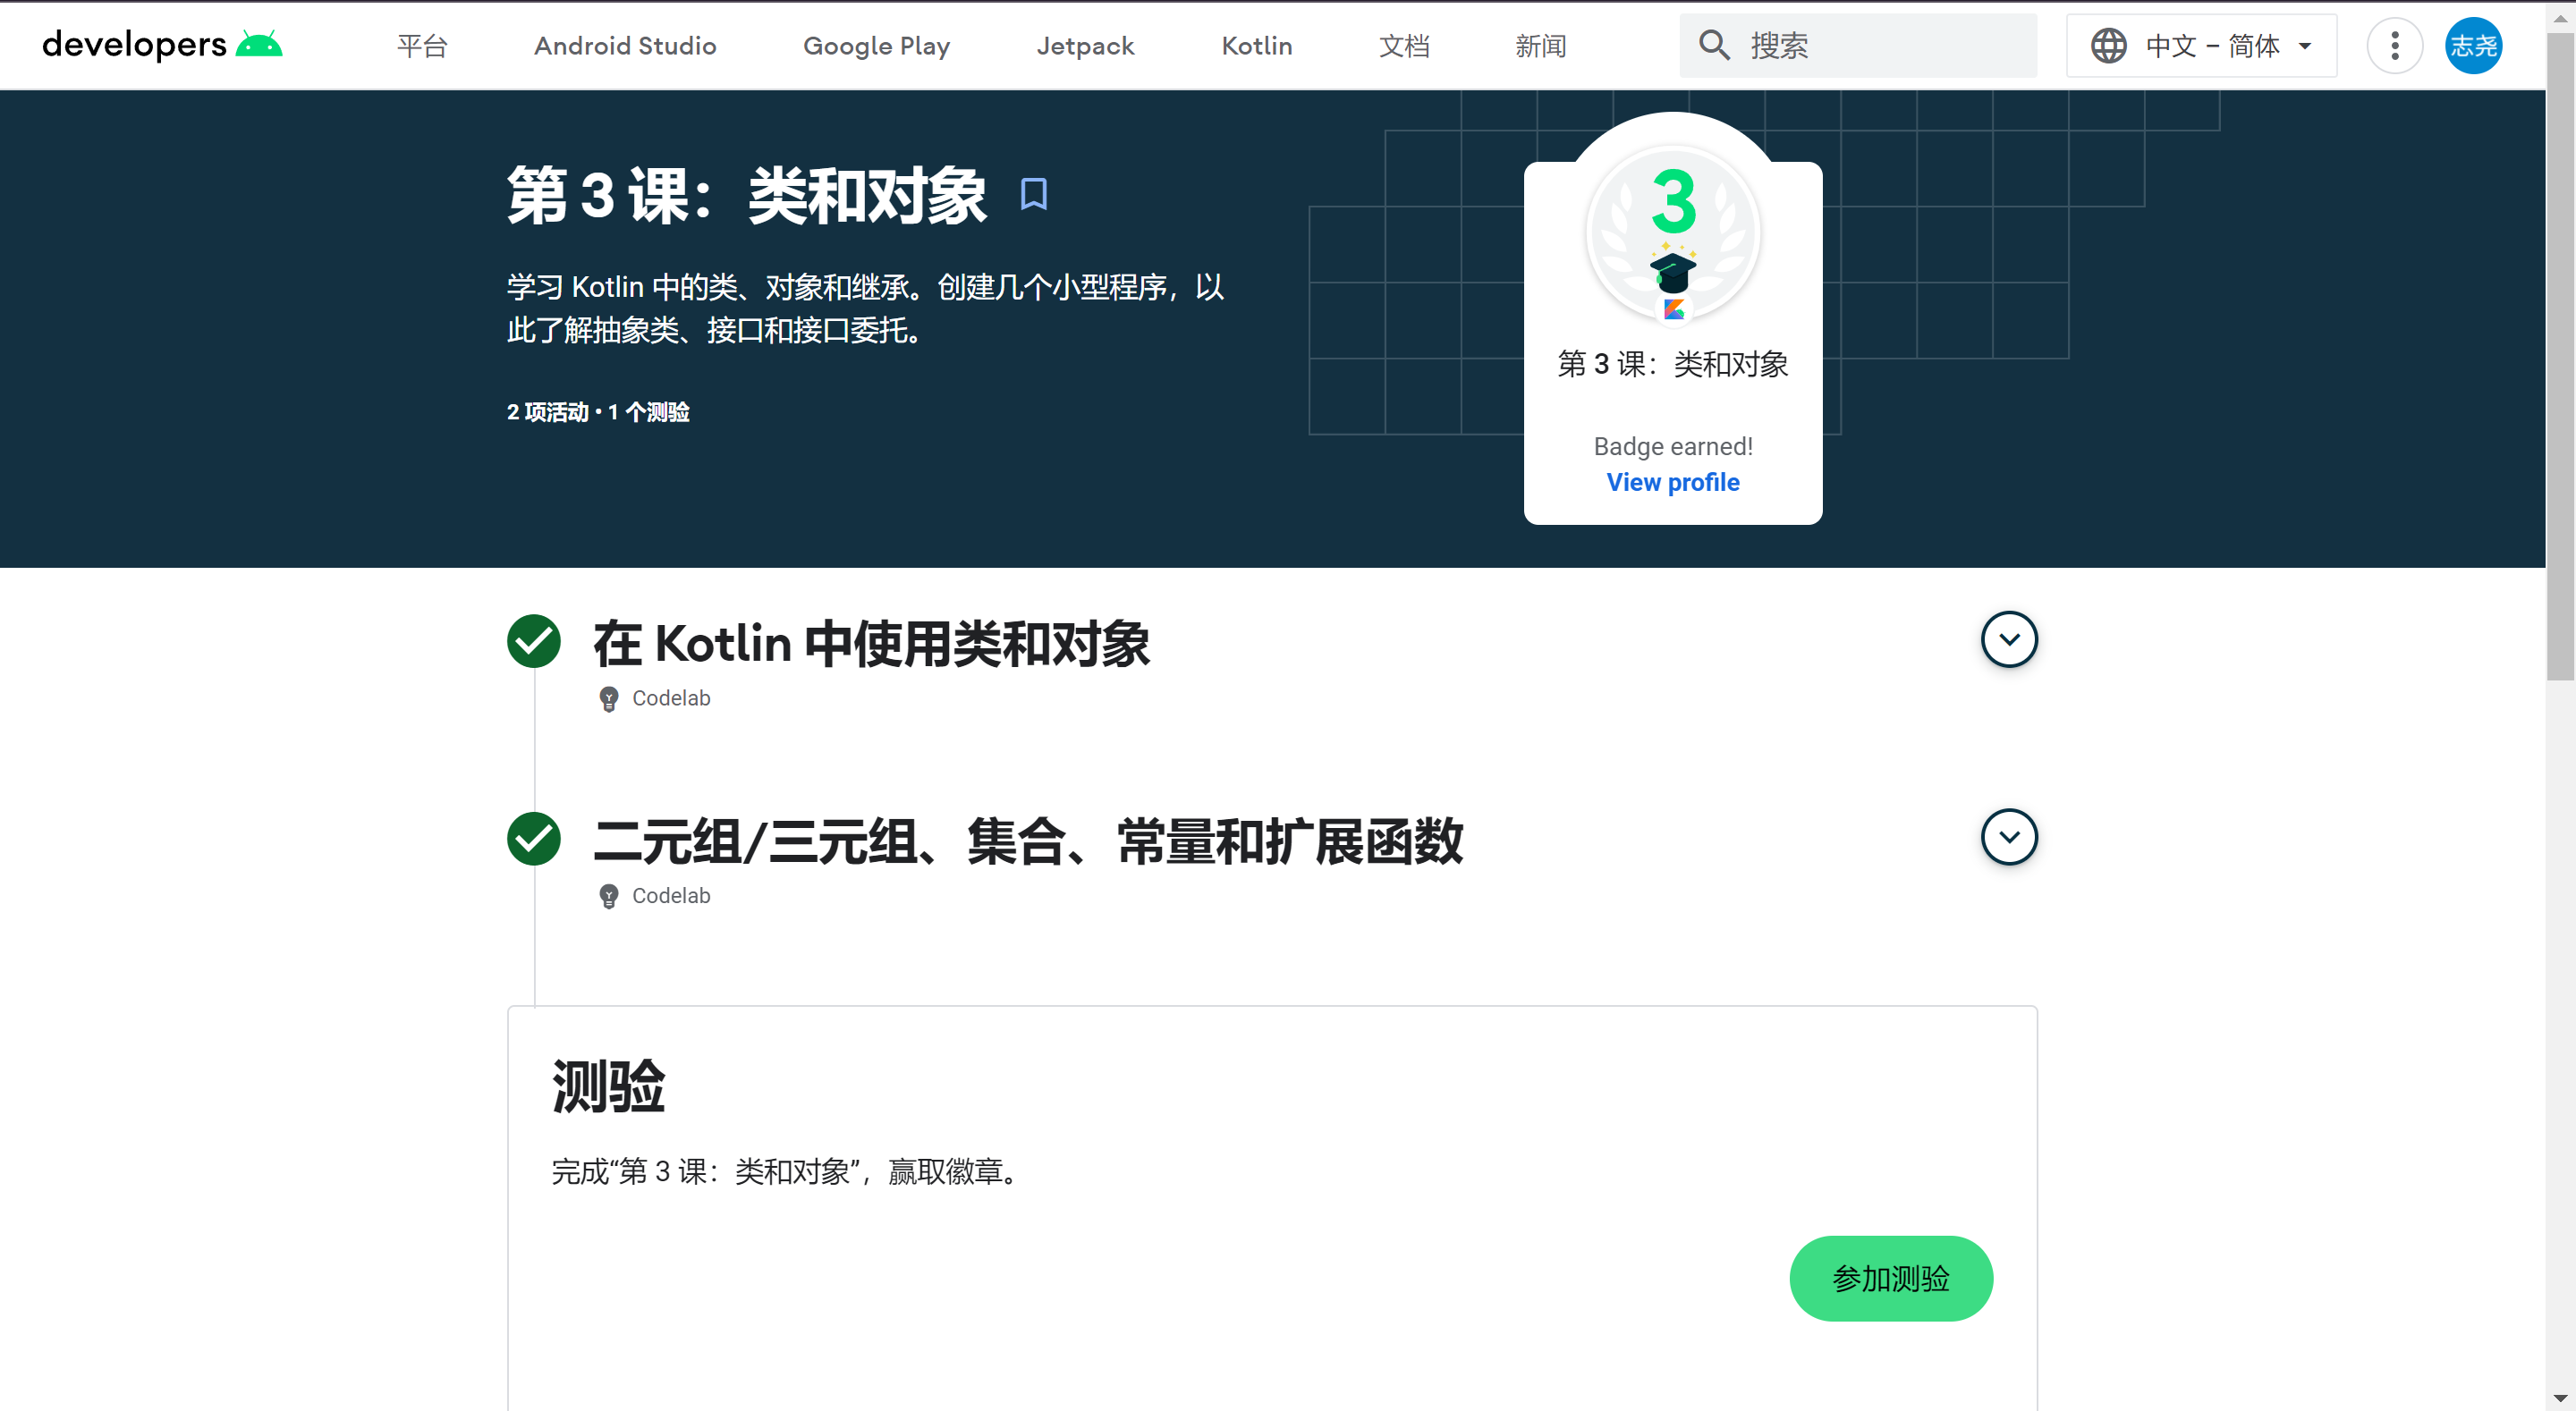 developers
平台
Android Studio
Google Play
Jetpack
Kotlin
文档
新闻
搜索
中文 – 简体
志尧
第 3 课：类和对象
学习 Kotlin 中的类、对象和继承。创建几个小型程序，以
此了解抽象类、接口和接口委托。
2 项活动 • 1 个测验
3
第 3 课：类和对象
Badge earned!
View profile
在 Kotlin 中使用类和对象
Codelab
二元组/三元组、集合、常量和扩展函数
Codelab
测验
完成“第 3 课：类和对象”，赢取徽章。
参加测验